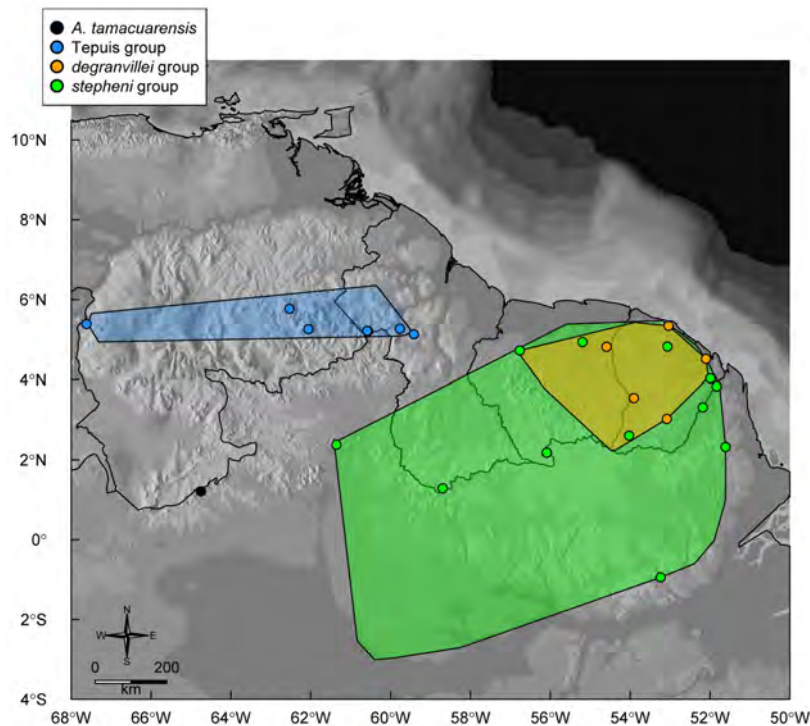 A. tamacuarensis
Tepuis group
degranvillei group
stepheni group
10°N
8°N
6°N
4°N
2°N
0°
2°S
4°S
N
W E
S
0 200
km
68°W 66°W 64°W 62°W 60°W 58°W 56°W 54°W 52°W 50°W